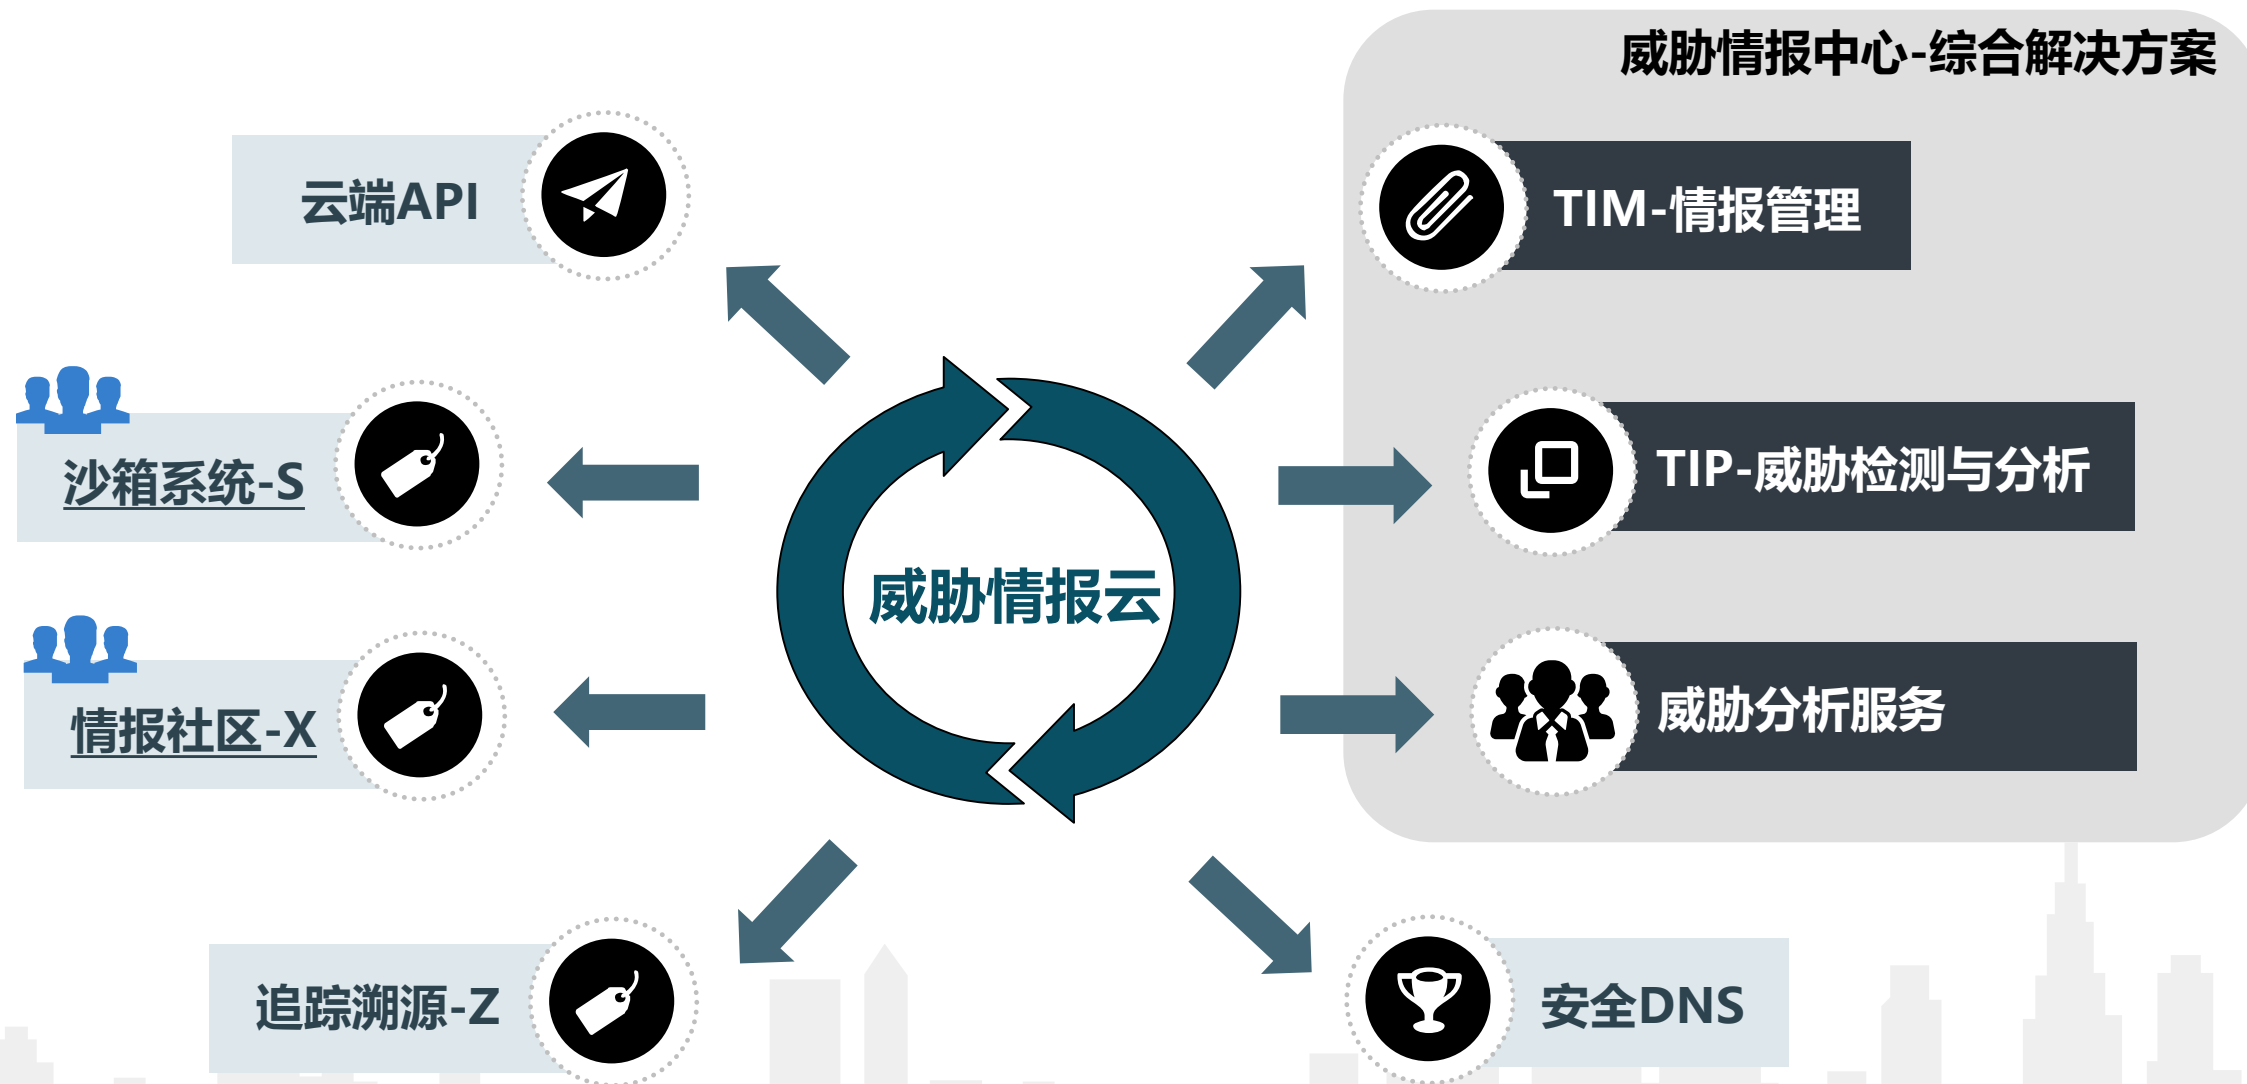 威胁情报中心-综合解决方案
云端API
TIM-情报管理
沙箱系统-S
TIP-威胁检测与分析
威胁情报云
情报社区-X
威胁分析服务
追踪溯源-Z
安全DNS